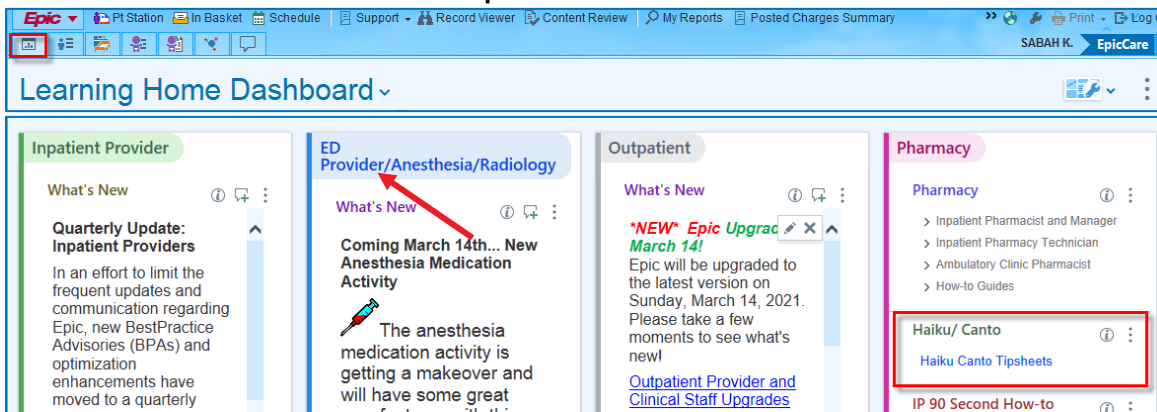 Epic Pt Station In Basket Schedule Support Record Viewer Content Review My Reports Posted Charges Summary Print Log
SABAH K. EpicCare
Learning Home Dashboard
Inpatient Provider
What's New
Quarterly Update:
Inpatient Providers
In an effort to limit the
frequent updates and
communication regarding
Epic, new BestPractice
Advisories (BPAs) and
optimization
enhancements have
moved to a quarterly
ED
Provider/Anesthesia/Radiology
What's New
Coming March 14th... New
Anesthesia Medication
Activity
The anesthesia
medication activity is
getting a makeover and
will have some great
Outpatient
What's New
*NEW* Epic Upgrad
March 14!
Epic will be upgraded to
the latest version on
Sunday, March 14, 2021.
Please take a few
moments to see what's
new!
Outpatient Provider and
Clinical Staff Upgrades
Pharmacy
Pharmacy
> Inpatient Pharmacist and Manager
> Inpatient Pharmacy Technician
> Ambulatory Clinic Pharmacist
> How-to Guides
Haiku/ Canto
Haiku Canto Tipsheets
IP 90 Second How-to